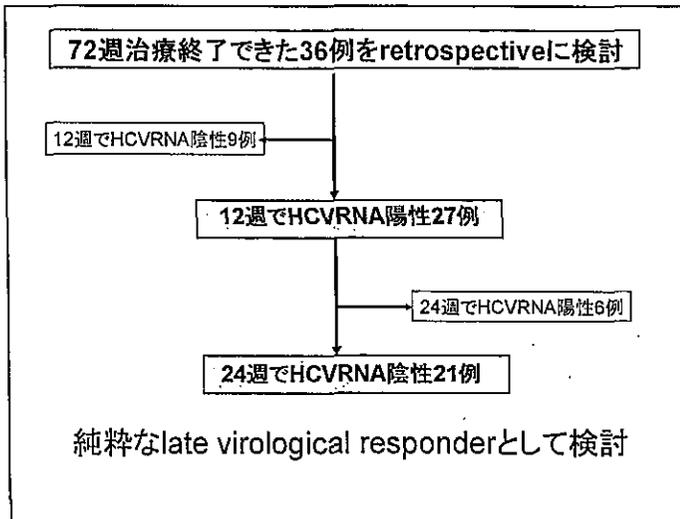 72週治療終了できた36例をretrospectiveに検討
12週でHCVRNA陰性9例
12週でHCVRNA陽性27例
24週でHCVRNA陽性6例
24週でHCVRNA陰性21例
純粋なlate virological responderとして検討